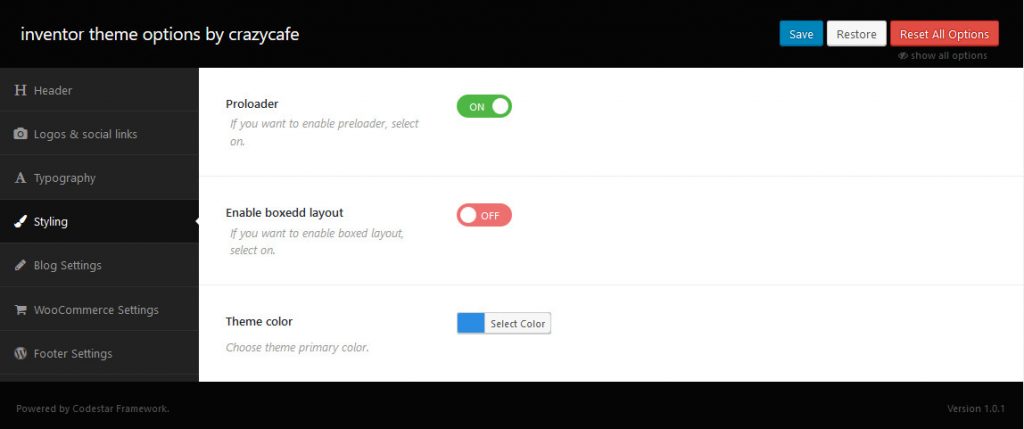 inventor theme options by crazycafe
Save
Restore
Reset All Options
show all options
Header
Logos & social links
Typography
Styling
Blog Settings
WooCommerce Settings
Footer Settings
Proloader
If you want to enable preloader, select
on.
ON
Enable boxedd layout
If you want to enable boxed layout,
select on.
OFF
Theme color
Choose theme primary color.
Select Color
Powered by Codestar Framework.
Version 1.0.1